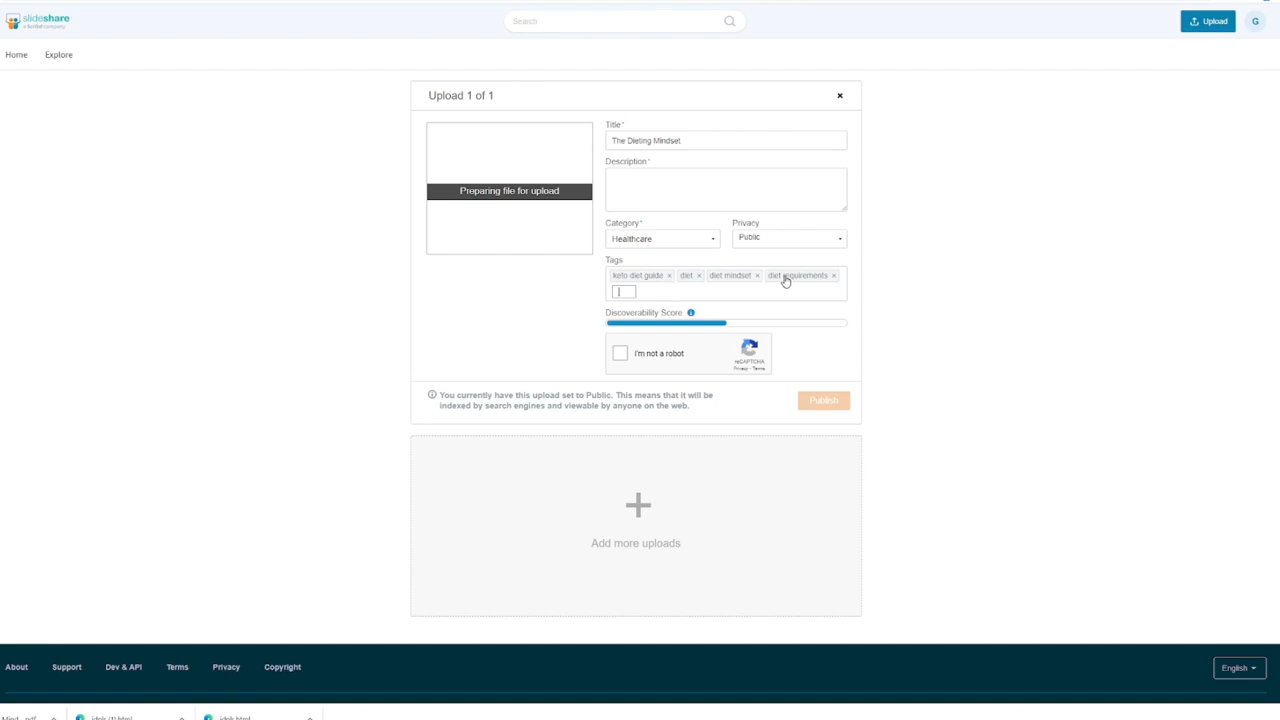 slideshare
a Scribd company
Search
Upload
G
Home
Explore
Upload 1 of 1
×
Title*
The Dieting Mindset
Preparing file for upload
Description*
Category*
Privacy
Healthcare
Public
Tags
keto diet guide × diet × diet mindset × diet requirements ×
Discoverability Score
I'm not a robot
reCAPTCHA
Privacy - Terms
You currently have this upload set to Public. This means that it will be
indexed by search engines and viewable by anyone on the web.
Publish
+
Add more uploads
About
Support
Dev & API
Terms
Privacy
Copyright
English